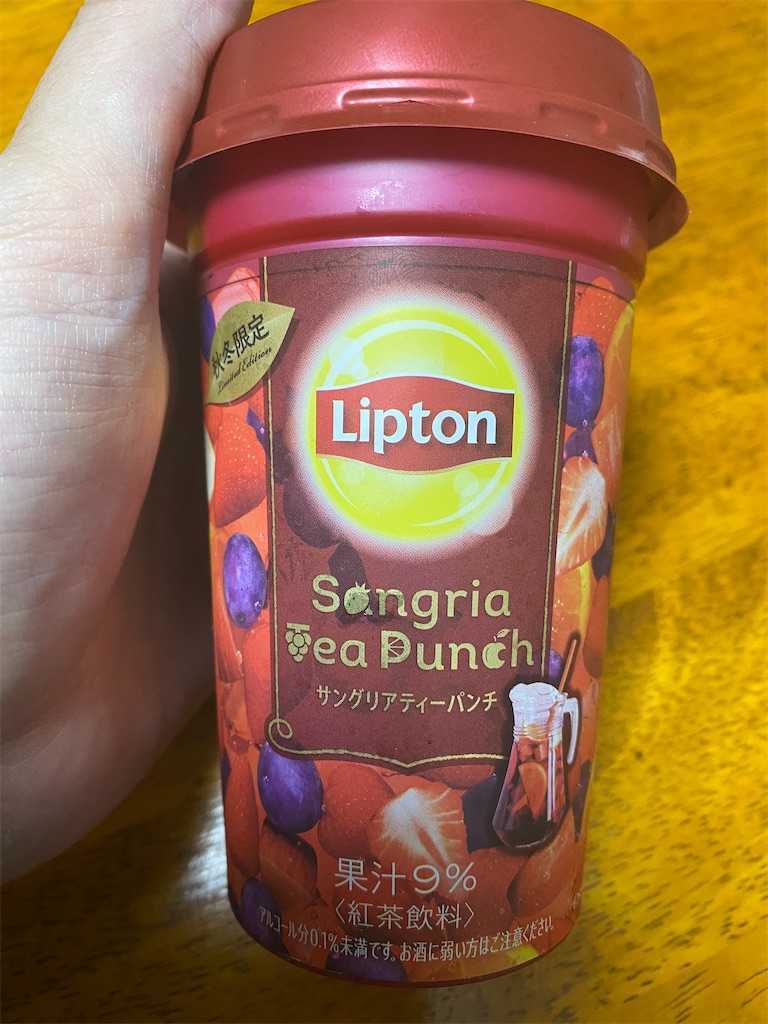 秋冬限定
Limited Edition
Lipton
Sangria
Tea Punch
サングリアティーパンチ
果汁9%
〈紅茶飲料〉
アルコール分0.1%未満です。お酒に弱い方はご注意ください。